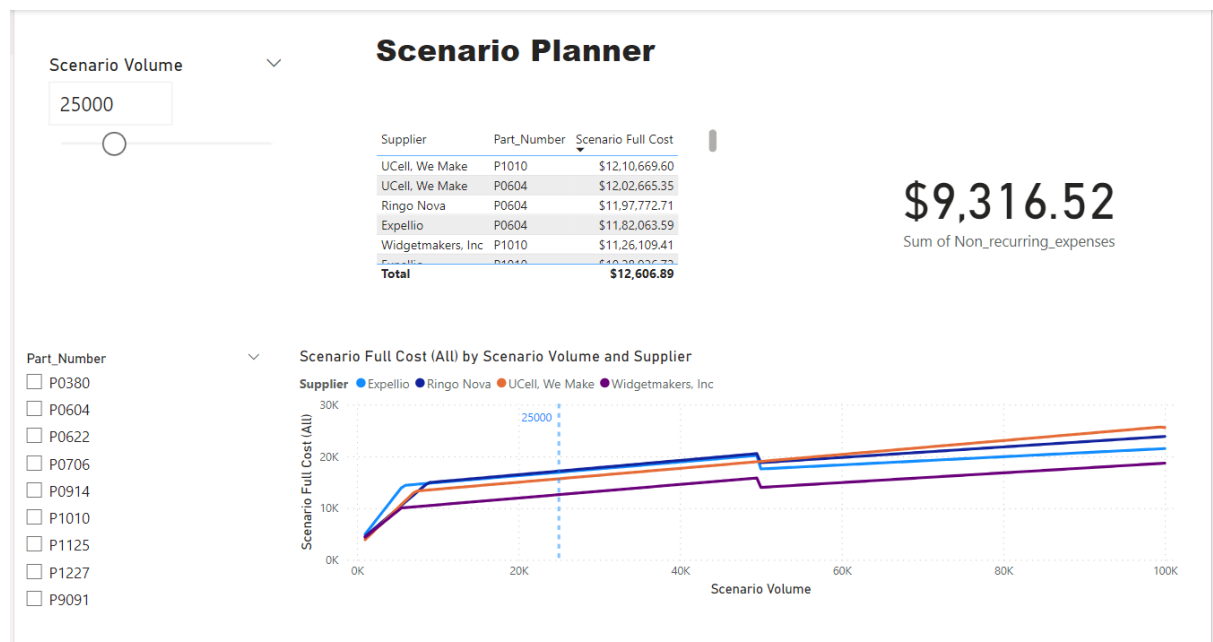 Scenario Planner
Scenario Volume
25000
Supplier Part_Number Scenario Full Cost
UCell, We Make P1010 $12,10,669.60
UCell, We Make P0604 $12,02,665.35
Ringo Nova P0604 $11,97,772.71
Expellio P0604 $11,82,063.59
Widgetmakers, Inc P1010 $11,26,109.41
Total $12,606.89
$9,316.52
Sum of Non_recurring_expenses
Part_Number
P0380
P0604
P0622
P0706
P0914
P1010
P1125
P1227
P9091
Scenario Full Cost (All) by Scenario Volume and Supplier
Supplier Expellio Ringo Nova UCell, We Make Widgetmakers, Inc
Scenario Full Cost (All)
30K
20K
10K
0K
25000
0K 20K 40K 60K 80K 100K
Scenario Volume